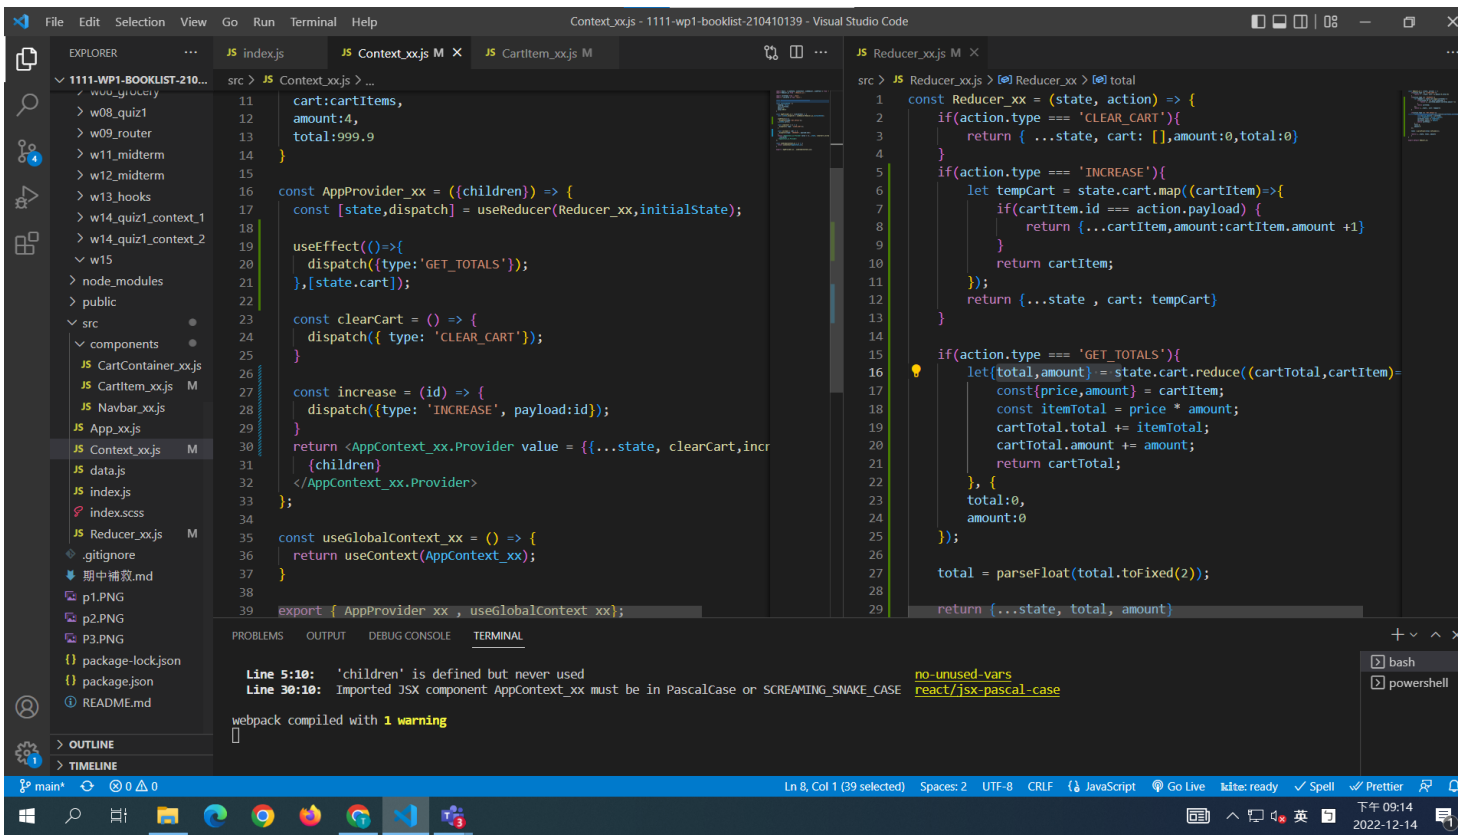 File Edit Selection View Go Run Terminal Help
Context_xx.js - 1111-wp1-booklist-210410139 - Visual Studio Code
EXPLORER
1111-WP1-BOOKLIST-210...
w08_quiz1
w09_router
w11_midterm
w12_midterm
w13_hooks
w14_quiz1_context_1
w14_quiz1_context_2
w15
node_modules
public
src
components
JS CartContainer_xx.js
JS CartItem_xx.js M
JS Navbar_xx.js
JS App_xx.js
JS Context_xx.js M
JS data.js
JS index.js
index.scss
JS Reducer_xx.js M
.gitignore
期中補救.md
p1.PNG
p2.PNG
P3.PNG
{} package-lock.json
{} package.json
README.md
OUTLINE
TIMELINE
JS index.js JS Context_xx.js M JS CartItem_xx.js M
src > JS Context_xx.js > ...
11 cart:cartItems,
12 amount:4,
13 total:999.9
14 }
15
16 const AppProvider_xx = ({children}) => {
17 const [state,dispatch] = useReducer(Reducer_xx,initialState);
18
19 useEffect(()=>{
20 dispatch({type:'GET_TOTALS'});
21 },[state.cart]);
22
23 const clearCart = () => {
24 dispatch({ type: 'CLEAR_CART'});
25 }
26
27 const increase = (id) => {
28 dispatch({type: 'INCREASE', payload:id});
29 }
30 return <AppContext_xx.Provider value = {{...state, clearCart,incr
31 {children}
32 </AppContext_xx.Provider>
33 };
34
35 const useGlobalContext_xx = () => {
36 return useContext(AppContext_xx);
37 }
38
39 export { AppProvider_xx , useGlobalContext_xx};
JS Reducer_xx.js M
src > JS Reducer_xx.js > Reducer_xx > total
1 const Reducer_xx = (state, action) => {
2 if(action.type === 'CLEAR_CART'){
3 return { ...state, cart: [],amount:0,total:0}
4 }
5 if(action.type === 'INCREASE'){
6 let tempCart = state.cart.map((cartItem)=>{
7 if(cartItem.id === action.payload) {
8 return {...cartItem,amount:cartItem.amount +1}
9 }
10 return cartItem;
11 });
12 return {...state , cart: tempCart}
13 }
14
15 if(action.type === 'GET_TOTALS'){
16 let{total,amount} = state.cart.reduce((cartTotal,cartItem)=
17 const{price,amount} = cartItem;
18 const itemTotal = price * amount;
19 cartTotal.total += itemTotal;
20 cartTotal.amount += amount;
21 return cartTotal;
22 }, {
23 total:0,
24 amount:0
25 });
26
27 total = parseFloat(total.toFixed(2));
28
29 return {...state, total, amount}
PROBLEMS OUTPUT DEBUG CONSOLE TERMINAL
Line 5:10: 'children' is defined but never used no-unused-vars
Line 30:10: Imported JSX component AppContext_xx must be in PascalCase or SCREAMING_SNAKE_CASE react/jsx-pascal-case
webpack compiled with 1 warning
bash
powershell
main* 0 0 Ln 8, Col 1 (39 selected) Spaces: 2 UTF-8 CRLF JavaScript Go Live kite: ready Spell Prettier
英 下午 09:14
2022-12-14